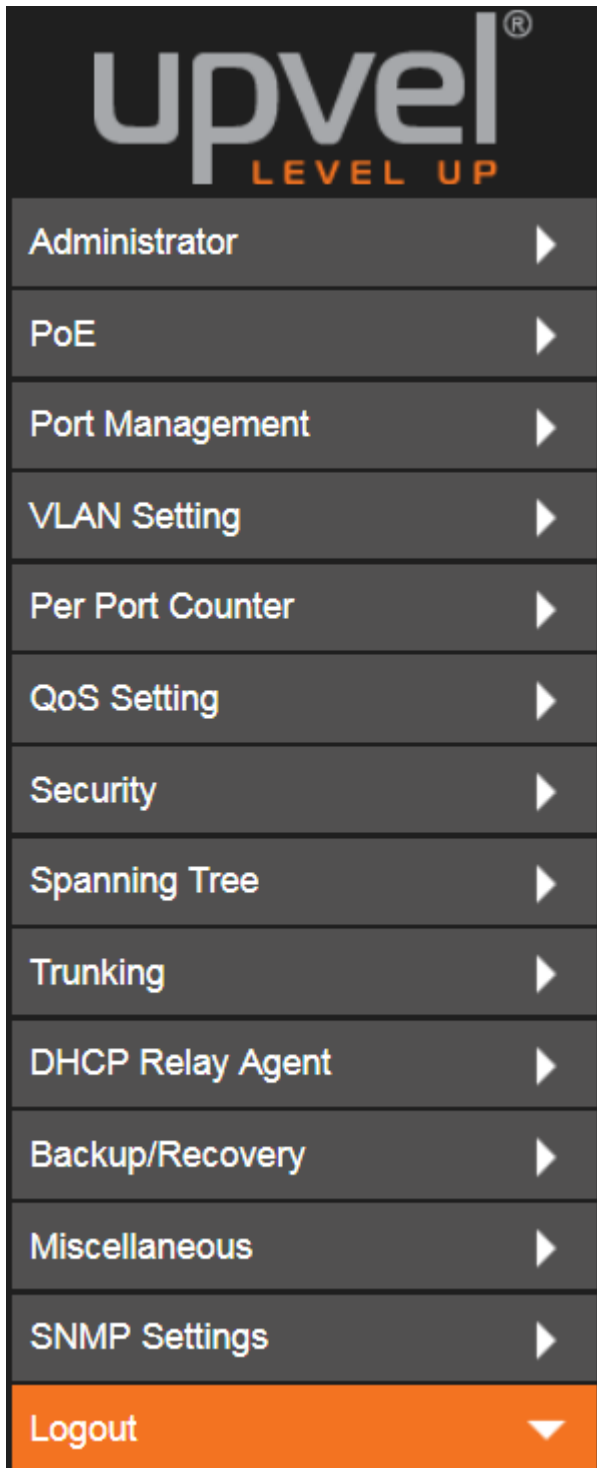 upvel®
LEVEL UP
Administrator
PoE
Port Management
VLAN Setting
Per Port Counter
QoS Setting
Security
Spanning Tree
Trunking
DHCP Relay Agent
Backup/Recovery
Miscellaneous
SNMP Settings
Logout